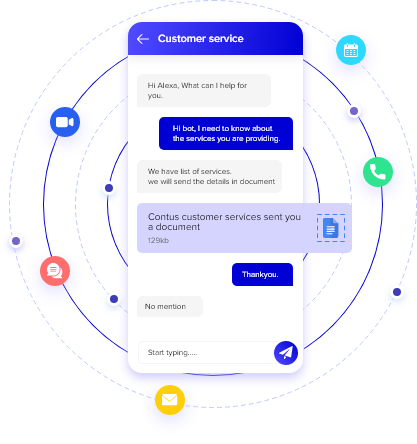 Customer service
Hi Alexa, What can I help for
you.
Hi bot, I need to know about
the services you are providing.
We have list of services.
we will send the details in document
Contus customer services sent you
a document
129kb
Thankyou.
No mention
Start typing.....